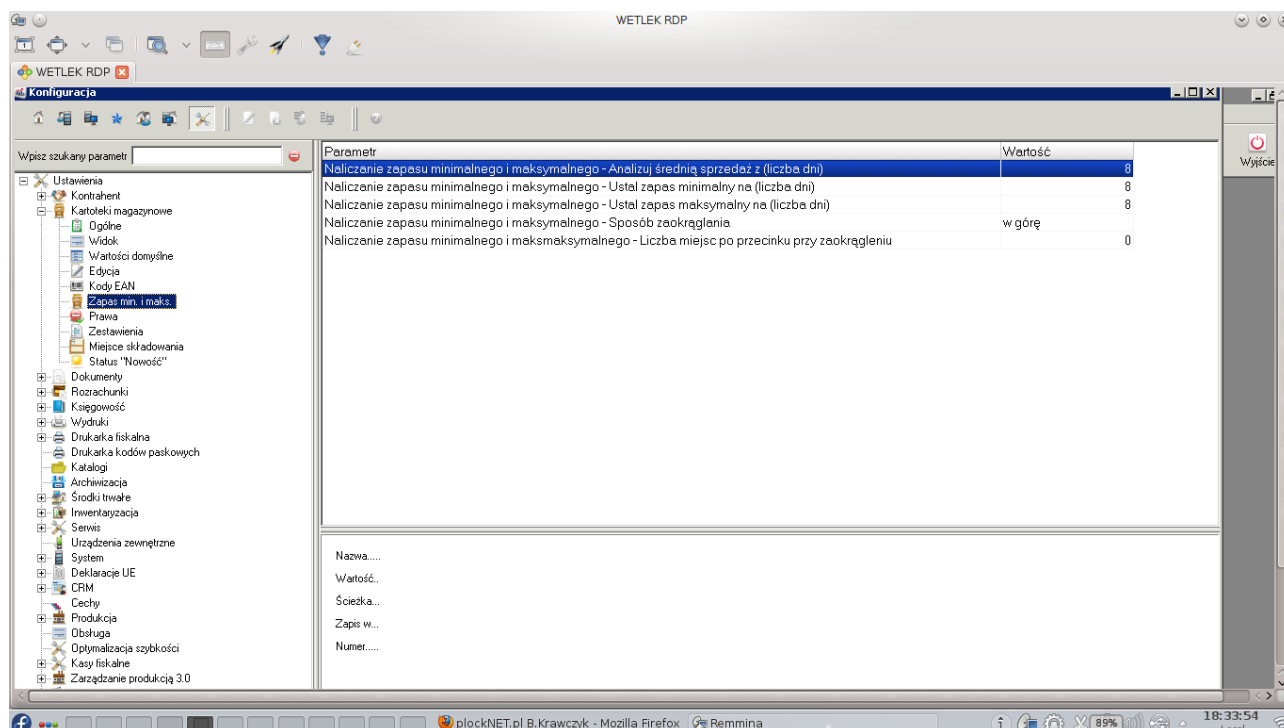 WETLEK RDP
WETLEK RDP
Konfiguracja
Wpisz szukany parametr
Wyjście
Ustawienia
Kontrahent
Kartoteki magazynowe
Ogólne
Widok
Wartości domyślne
Edycja
Kody EAN
Zapas min. i maks.
Prawa
Zestawienia
Miejsce składowania
Status "Nowość"
Dokumenty
Rozrachunki
Księgowość
Wydruki
Drukarka fiskalna
Drukarka kodów paskowych
Katalogi
Archiwizacja
Środki trwałe
Inwentaryzacja
Serwis
Urządzenia zewnętrzne
System
Deklaracje UE
CRM
Cechy
Produkcja
Obsługa
Optymalizacja szybkości
Kasy fiskalne
Zarządzanie produkcją 3.0
Parametr Wartość
Naliczanie zapasu minimalnego i maksymalnego - Analizuj średnią sprzedaż z (liczba dni) 8
Naliczanie zapasu minimalnego i maksymalnego - Ustal zapas minimalny na (liczba dni) 8
Naliczanie zapasu minimalnego i maksymalnego - Ustal zapas maksymalny na (liczba dni) 8
Naliczanie zapasu minimalnego i maksymalnego - Sposób zaokrąglania w górę
Naliczanie zapasu minimalnego i maksmaksymalnego - Liczba miejsc po przecinku przy zaokrągleniu 0
Nazwa.....
Wartość..
Ścieżka...
Zapis w...
Numer.....
plockNET.pl B.Krawczyk - Mozilla Firefox
Remmina
89%
18:33:54